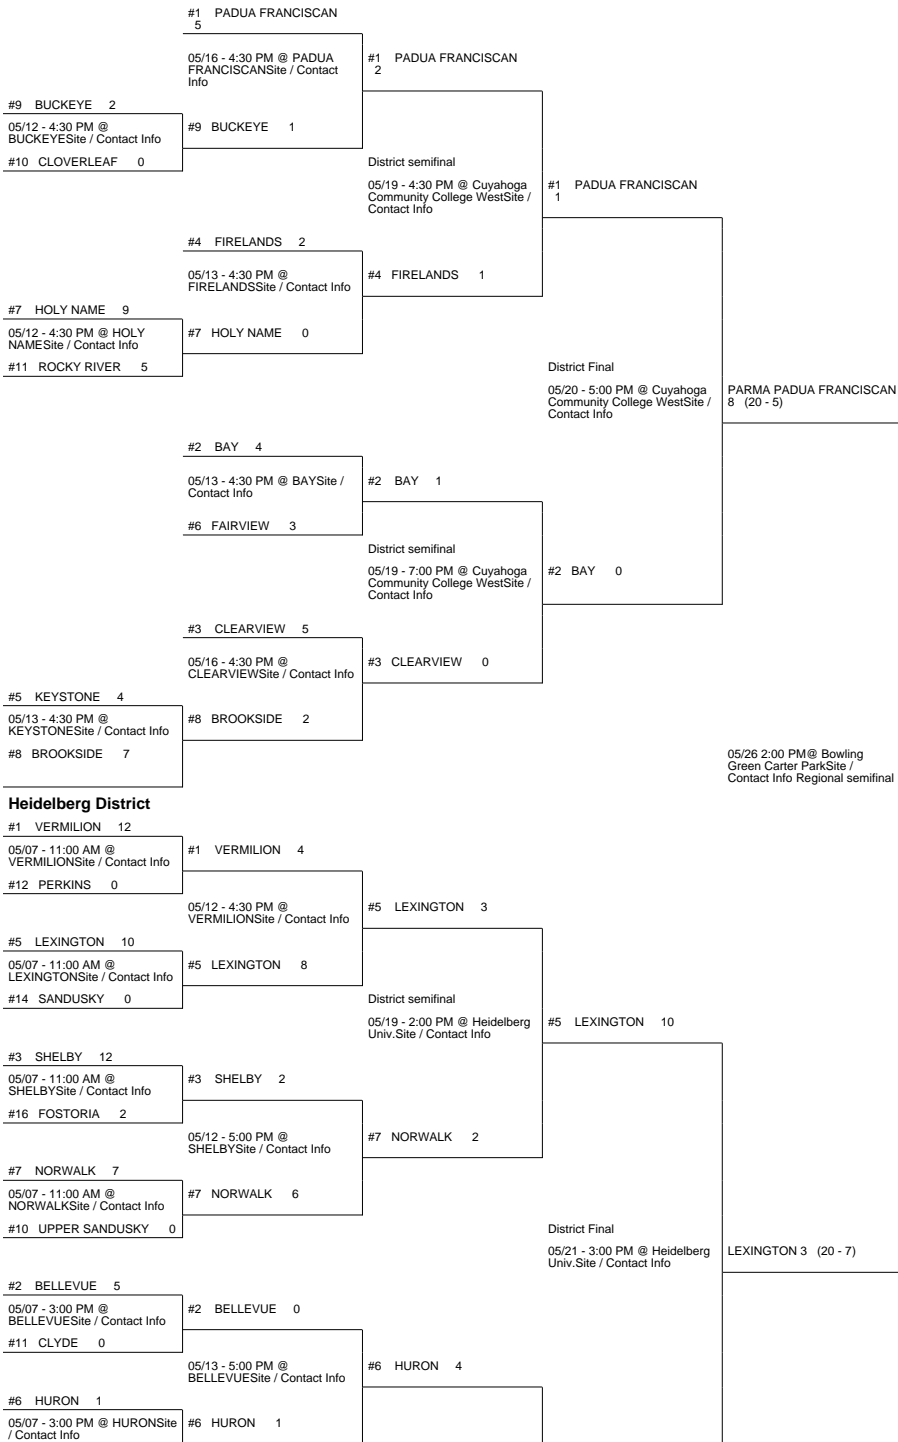 #1 PADUA FRANCISCAN
5
05/16 - 4:30 PM @ PADUA
FRANCISCANSite / Contact
Info
#1 PADUA FRANCISCAN
2
#9 BUCKEYE 2
05/12 - 4:30 PM @
BUCKEYESite / Contact Info
#9 BUCKEYE 1
#10 CLOVERLEAF 0
District semifinal
05/19 - 4:30 PM @ Cuyahoga
Community College WestSite /
Contact Info
#1 PADUA FRANCISCAN
1
#4 FIRELANDS 2
05/13 - 4:30 PM @
FIRELANDSSite / Contact Info
#4 FIRELANDS 1
#7 HOLY NAME 9
05/12 - 4:30 PM @ HOLY
NAMESite / Contact Info
#7 HOLY NAME 0
#11 ROCKY RIVER 5
District Final
05/20 - 5:00 PM @ Cuyahoga
Community College WestSite /
Contact Info
PARMA PADUA FRANCISCAN
8 (20 - 5)
#2 BAY 4
05/13 - 4:30 PM @ BAYSite /
Contact Info
#2 BAY 1
#6 FAIRVIEW 3
District semifinal
05/19 - 7:00 PM @ Cuyahoga
Community College WestSite /
Contact Info
#2 BAY 0
#3 CLEARVIEW 5
05/16 - 4:30 PM @
CLEARVIEWSite / Contact Info
#3 CLEARVIEW 0
#5 KEYSTONE 4
05/13 - 4:30 PM @
KEYSTONESite / Contact Info
#8 BROOKSIDE 2
#8 BROOKSIDE 7
05/26 2:00 PM@ Bowling
Green Carter ParkSite /
Contact Info Regional semifinal
Heidelberg District
#1 VERMILION 12
05/07 - 11:00 AM @
VERMILIONSite / Contact Info
#1 VERMILION 4
#12 PERKINS 0
05/12 - 4:30 PM @
VERMILIONSite / Contact Info
#5 LEXINGTON 3
#5 LEXINGTON 10
05/07 - 11:00 AM @
LEXINGTONSite / Contact Info
#5 LEXINGTON 8
#14 SANDUSKY 0
District semifinal
05/19 - 2:00 PM @ Heidelberg
Univ.Site / Contact Info
#5 LEXINGTON 10
#3 SHELBY 12
05/07 - 11:00 AM @
SHELBYSite / Contact Info
#3 SHELBY 2
#16 FOSTORIA 2
05/12 - 5:00 PM @
SHELBYSite / Contact Info
#7 NORWALK 2
#7 NORWALK 7
05/07 - 11:00 AM @
NORWALKSite / Contact Info
#7 NORWALK 6
#10 UPPER SANDUSKY 0
District Final
05/21 - 3:00 PM @ Heidelberg
Univ.Site / Contact Info
LEXINGTON 3 (20 - 7)
#2 BELLEVUE 5
05/07 - 3:00 PM @
BELLEVUESite / Contact Info
#2 BELLEVUE 0
#11 CLYDE 0
05/13 - 5:00 PM @
BELLEVUESite / Contact Info
#6 HURON 4
#6 HURON 1
05/07 - 3:00 PM @ HURONSite
/ Contact Info
#6 HURON 1